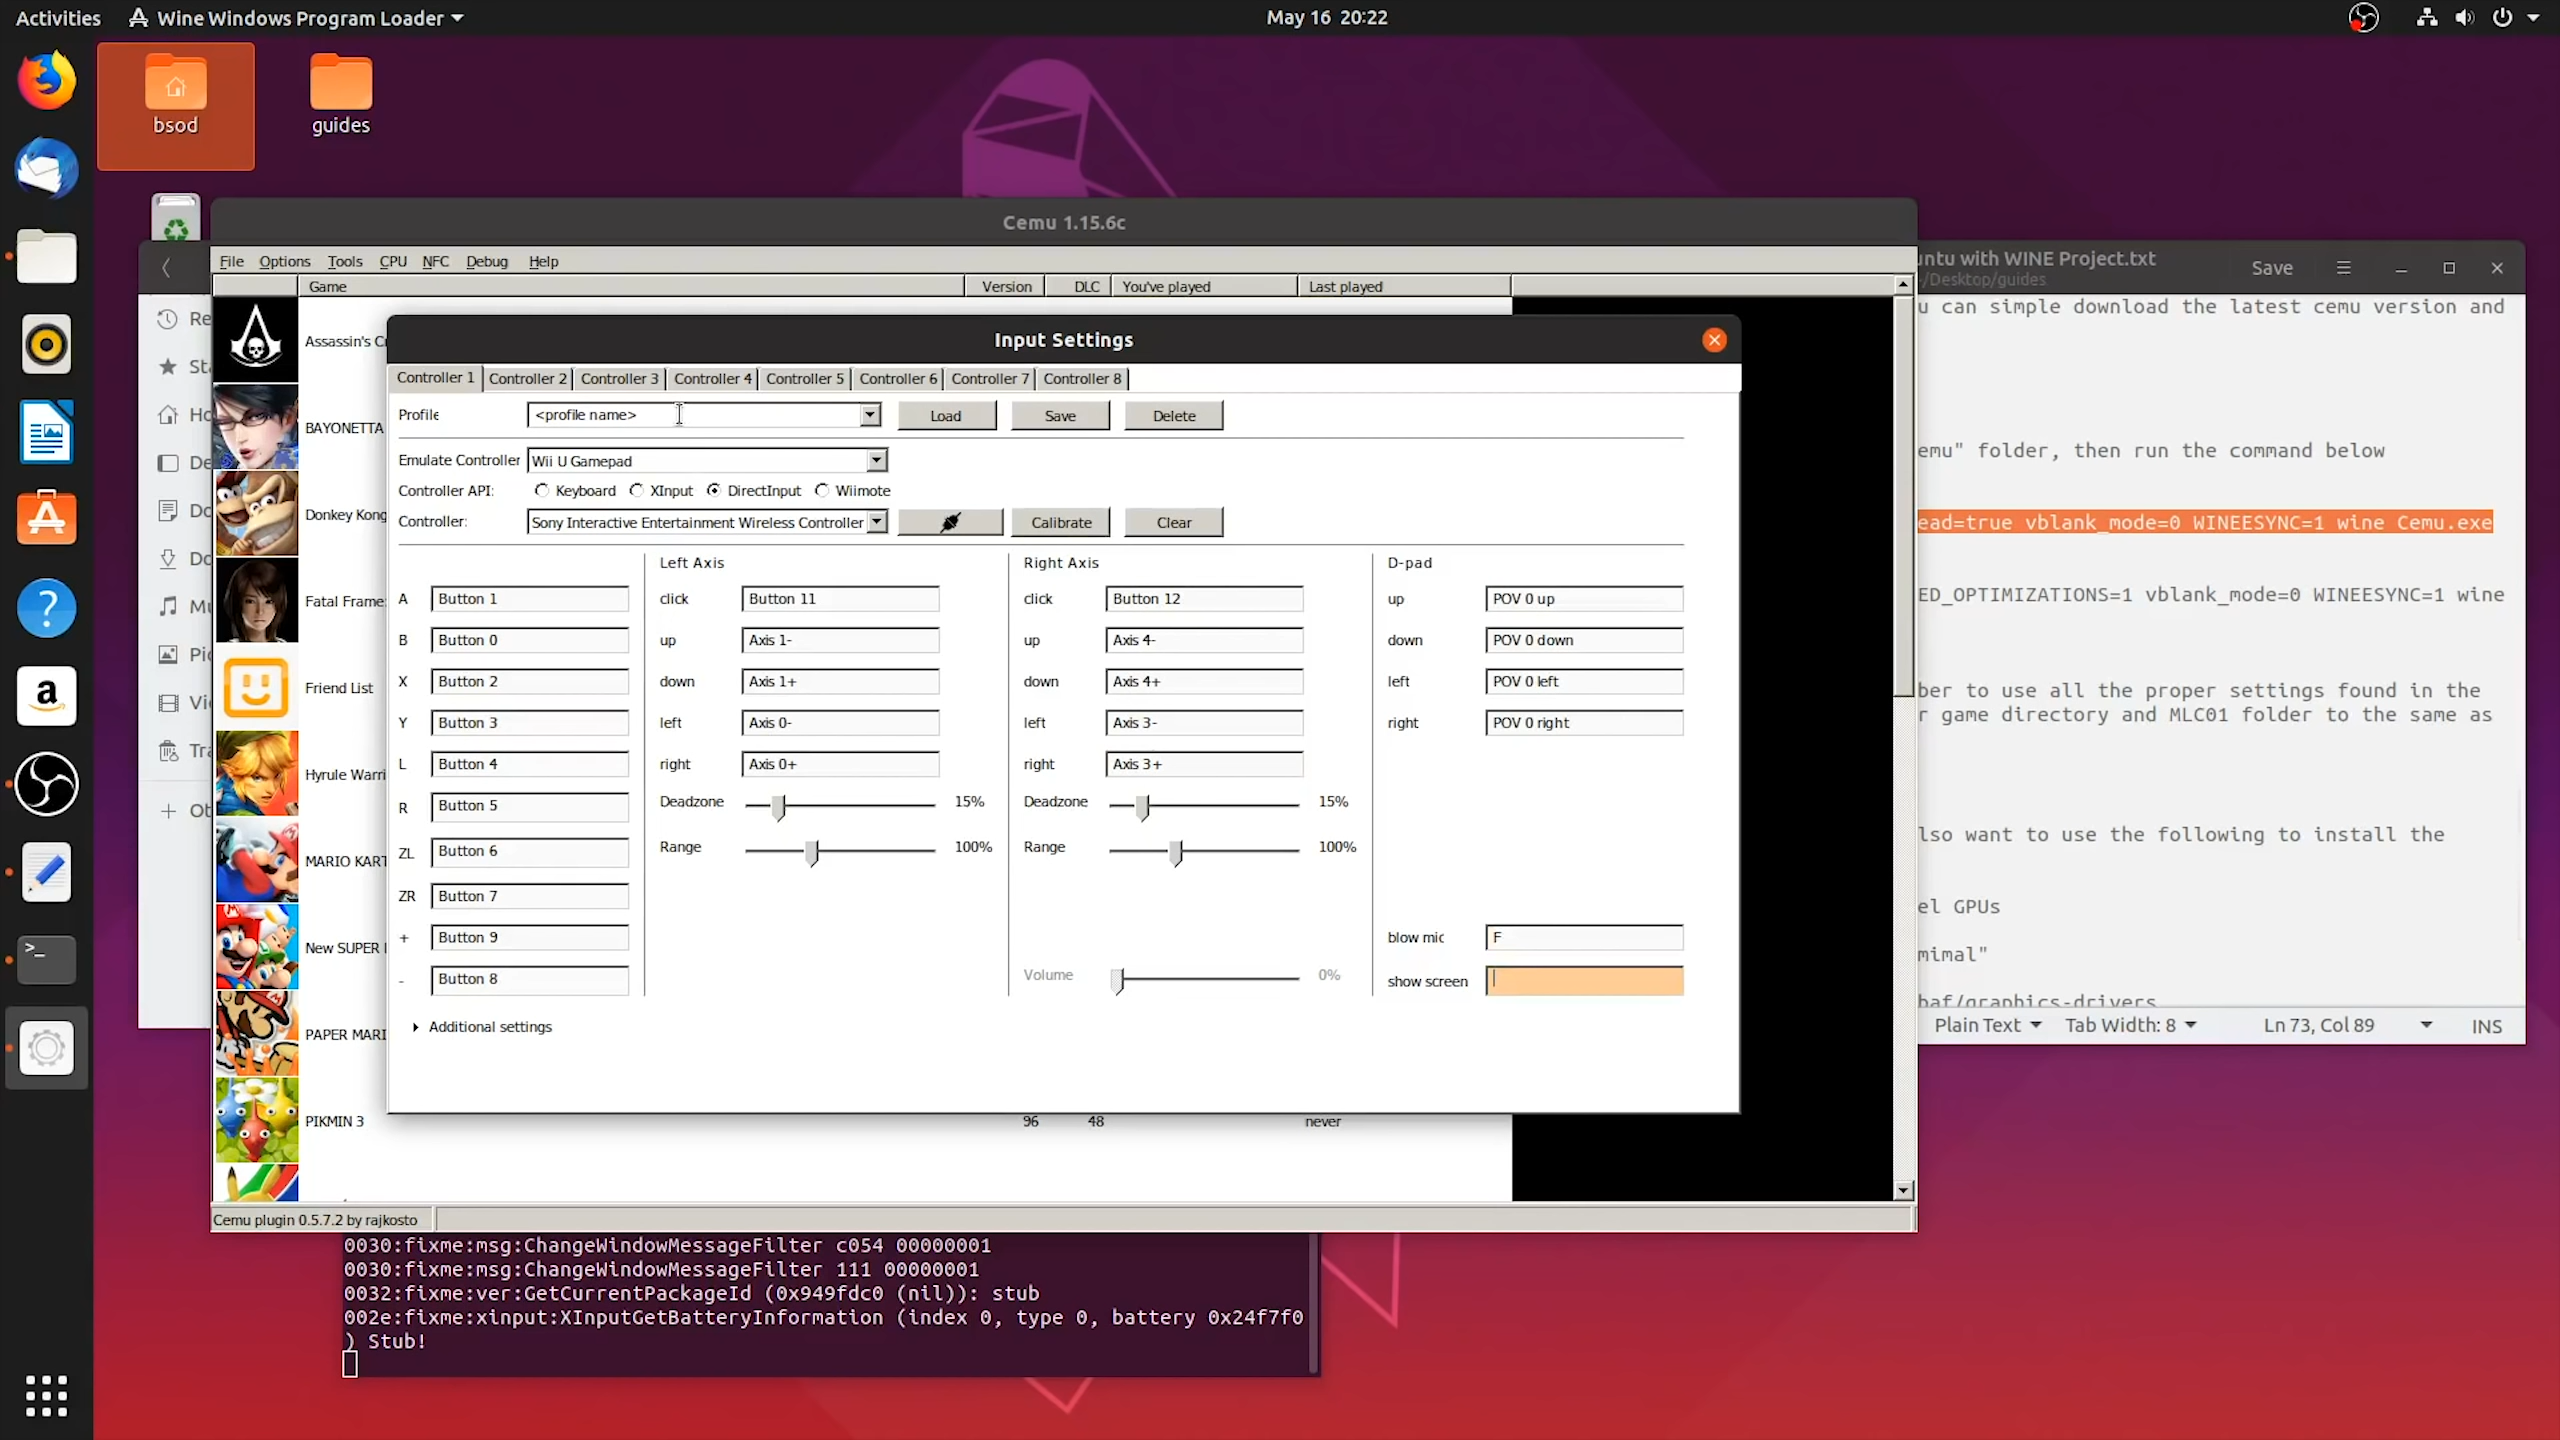 Activities
Wine Windows Program Loader
May 16 20:22
bsod
guides
Cemu 1.15.6c
File Options Tools CPU NFC Debug Help
Game Version DLC You've played Last played
Assassin's C
BAYONETTA
Donkey Kong
Fatal Frame:
Friend List
Hyrule Warri
MARIO KART
New SUPER
PAPER MARI
PIKMIN 3 96 48 never
Cemu plugin 0.5.7.2 by rajkosto
Re
Sta
Ho
De
Do
Do
Mu
Pic
Vi
Tra
Ot
Input Settings
Controller 1 Controller 2 Controller 3 Controller 4 Controller 5 Controller 6 Controller 7 Controller 8
Profile <profile name> Load Save Delete
Emulate Controller Wii U Gamepad
Controller API: Keyboard XInput DirectInput Wiimote
Controller: Sony Interactive Entertainment Wireless Controller Calibrate Clear
A Button 1
B Button 0
X Button 2
Y Button 3
L Button 4
R Button 5
ZL Button 6
ZR Button 7
+ Button 9
- Button 8
Additional settings
Left Axis
click Button 11
up Axis 1-
down Axis 1+
left Axis 0-
right Axis 0+
Deadzone 15%
Range 100%
Right Axis
click Button 12
up Axis 4-
down Axis 4+
left Axis 3-
right Axis 3+
Deadzone 15%
Range 100%
Volume 0%
D-pad
up POV 0 up
down POV 0 down
left POV 0 left
right POV 0 right
blow mic F
show screen
untu with WINE Project.txt
~/Desktop/guides
Save
u can simple download the latest cemu version and
emu" folder, then run the command below
ead=true vblank_mode=0 WINEESYNC=1 wine Cemu.exe
ED_OPTIMIZATIONS=1 vblank_mode=0 WINEESYNC=1 wine
ber to use all the proper settings found in the
r game directory and MLC01 folder to the same as
lso want to use the following to install the
el GPUs
mimal"
baf/graphics-drivers
Plain Text Tab Width: 8 Ln 73, Col 89 INS
0030:fixme:msg:ChangeWindowMessageFilter c054 00000001
0030:fixme:msg:ChangeWindowMessageFilter 111 00000001
0032:fixme:ver:GetCurrentPackageId (0x949fdc0 (nil)): stub
002e:fixme:xinput:XInputGetBatteryInformation (index 0, type 0, battery 0x24f7f0
) Stub!